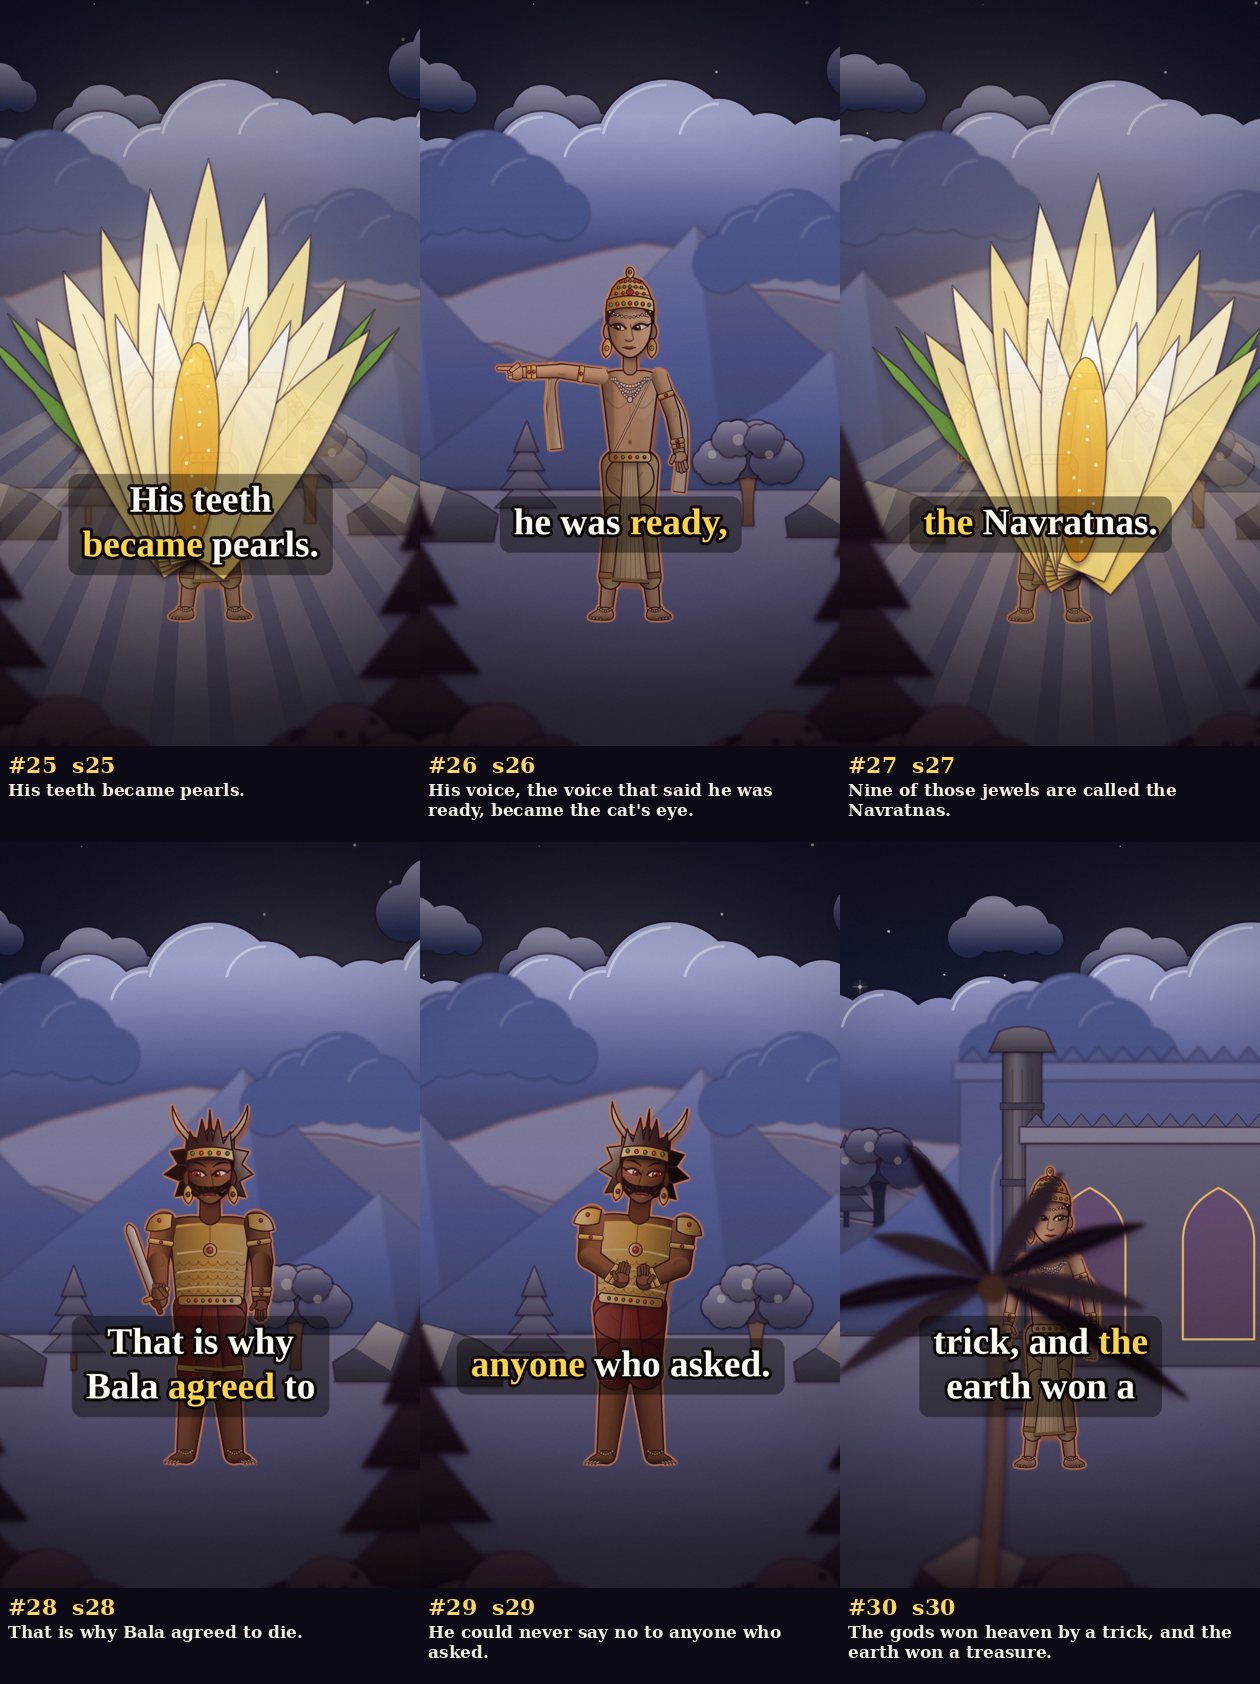 His teeth
became pearls.
he was ready,
the Navratnas.
#25 s25
His teeth became pearls.
#26 s26
His voice, the voice that said he was
ready, became the cat's eye.
#27 s27
Nine of those jewels are called the
Navratnas.
That is why
Bala agreed to
anyone who asked.
trick, and the
earth won a
#28 s28
That is why Bala agreed to die.
#29 s29
He could never say no to anyone who
asked.
#30 s30
The gods won heaven by a trick, and the
earth won a treasure.